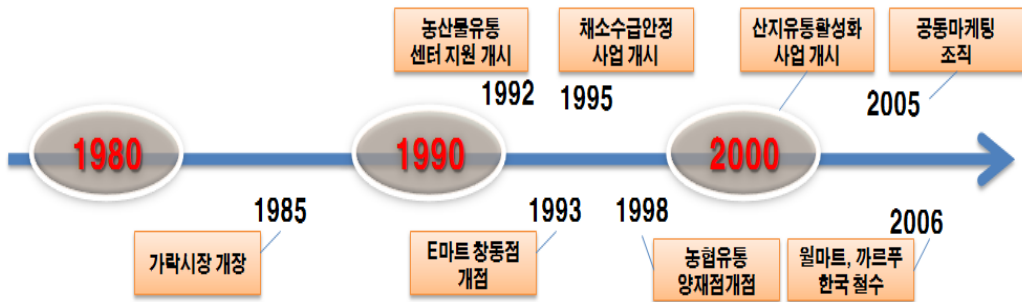 농산물유통
센터 지원 개시
채소수급안정
사업 개시
산지유통활성화
사업 개시
공동마케팅
조직
1992
1995
2005
1980
1990
2000
1985
1993
1998
2006
가락시장 개장
E마트 창동점
개점
농협유통
양재점개점
월마트, 까르푸
한국 철수